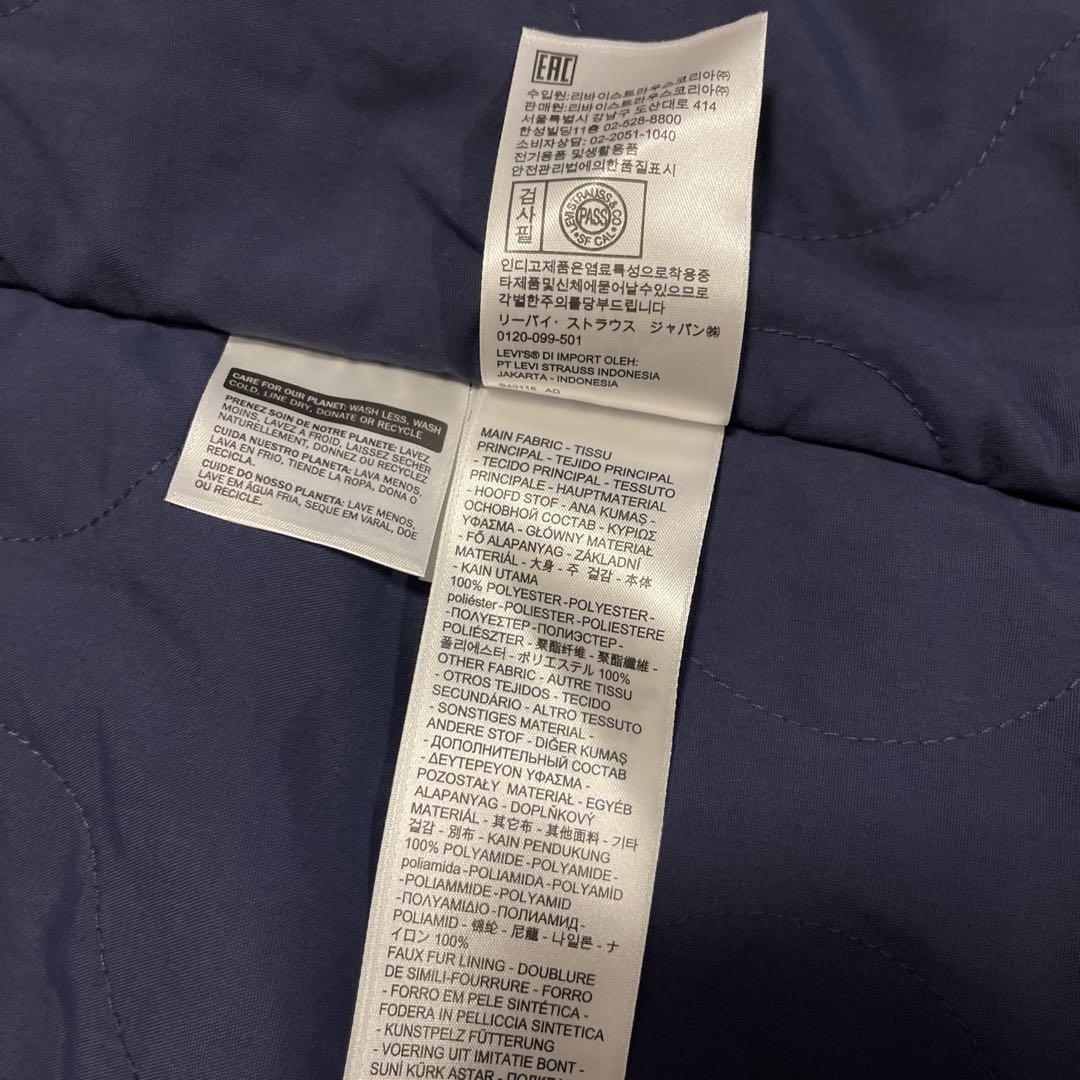 EAC
수입원:리바이스트라우스코리아㈜
판매원:리바이스트라우스코리아㈜
서울특별시 강남구 도산대로 414
한성빌딩11층 02-528-8800
소비자상담: 02-2051-1040
전기용품 및생활용품
안전관리법에의한품질표시
검사필
LEVI STRAUSS & CO
PASS
SF CAL
인디고제품은염료특성으로착용중
타제품및신체에묻어날수있으므로
각별한주의를당부드립니다
リーバイ・ストラウス ジャパン㈱
0120-099-501
LEVI'S® DI IMPORT OLEH:
PT LEVI STRAUSS INDONESIA
JAKARTA - INDONESIA
CARE FOR OUR PLANET: WASH LESS, WASH
COLD, LINE DRY, DONATE OR RECYCLE
PRENEZ SOIN DE NOTRE PLANETE: LAVEZ
MOINS, LAVEZ A FROID, LAISSEZ SECHER
NATURELLEMENT, DONNEZ OU RECYCLEZ
CUIDA NUESTRO PLANETA: LAVA MENOS,
LAVA EN FRIO, TIENDE LA ROPA, DONA O
RECICLA.
CUIDE DO NOSSO PLANETA: LAVE MENOS,
LAVE EM ÁGUA FRIA, SEQUE EM VARAL, DOE
OU RECICLE.
MAIN FABRIC - TISSU
PRINCIPAL - TEJIDO PRINCIPAL
- TECIDO PRINCIPAL - TESSUTO
PRINCIPALE - HAUPTMATERIAL
- HOOFD STOF - ANA KUMAŞ -
ОСНОВНОЙ СОСТАВ - ΚΥΡΙΩΣ
ΥΦΑΣΜΑ - GŁÓWNY MATERIAŁ
- FŐ ALAPANYAG - ZÁKLADNÍ
MATERIÁL - 大身 - 주 겉감 - 本体
- KAIN UTAMA
100% POLYESTER -POLYESTER-
poliéster -POLIESTER -POLIESTERE
-ΠΟΛΥΕΣΤΕΡ -ПОЛИЭСТЕР -
POLIÉSZTER - 聚酯纤维 - 聚酯纖維 -
폴리에스터 - ポリエステル 100%
OTHER FABRIC - AUTRE TISSU
- OTROS TEJIDOS - TECIDO
SECUNDÁRIO - ALTRO TESSUTO
- SONSTIGES MATERIAL -
ANDERE STOF - DİĞER KUMAŞ
- ДОПОЛНИТЕЛЬНЫЙ СОСТАВ
- ΔΕΥΤΕΡΕΥΟΝ ΥΦΑΣΜΑ -
POZOSTAŁY MATERIAŁ - EGYÉB
ALAPANYAG - DOPLŇKOVÝ
MATERIÁL - 其它布 - 其他面料 - 기타
겉감 - 別布 - KAIN PENDUKUNG
100% POLYAMIDE -POLYAMIDE-
poliamida -POLIAMIDA -POLYAMİD
-POLIAMMIDE -POLYAMID
-ΠΟΛΥΑΜΙΔΙΟ -ПОЛИАМИД -
POLIAMID - 锦纶 - 尼龍 - 나일론 - ナ
イロン 100%
FAUX FUR LINING - DOUBLURE
DE SIMILI-FOURRURE - FORRO
- FORRO EM PELE SINTÉTICA -
FODERA IN PELLICCIA SINTETICA
- KUNSTPELZ FÜTTERUNG
- VOERING UIT IMITATIE BONT -
SUNİ KÜRK ASTAR -